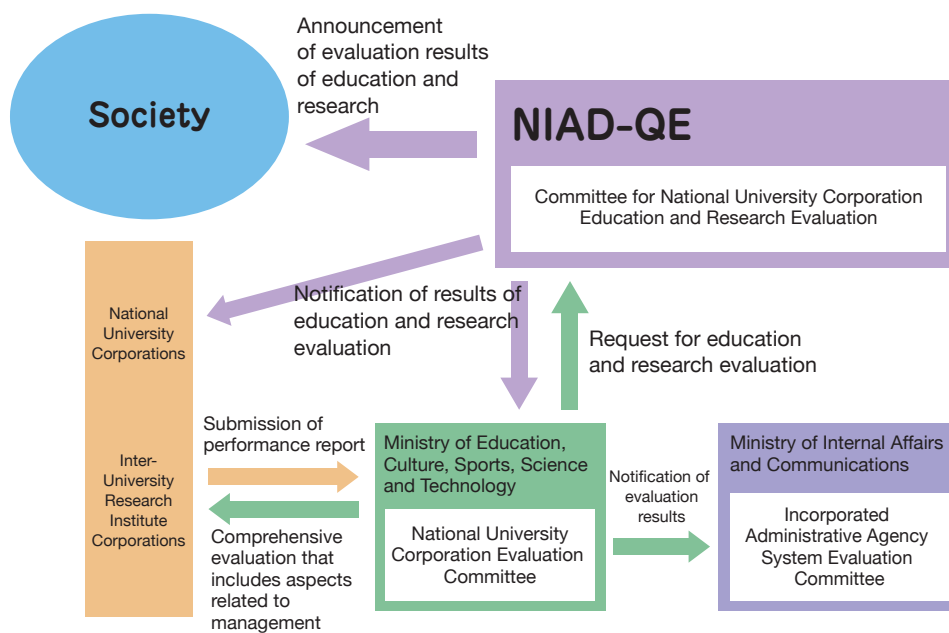 Announcement
of evaluation results
of education and
research
Society
NIAD-QE
Committee for National University Corporation
Education and Research Evaluation
Notification of results of
education and research
evaluation
Request for education
and research evaluation
National
University
Corporations
Inter-
University
Research
Institute
Corporations
Submission of
performance report
Comprehensive
evaluation that
includes aspects
related to
management
Ministry of Education,
Culture, Sports, Science
and Technology
National University
Corporation Evaluation
Committee
Notification of
evaluation
results
Ministry of Internal Affairs
and Communications
Incorporated
Administrative Agency
System Evaluation
Committee